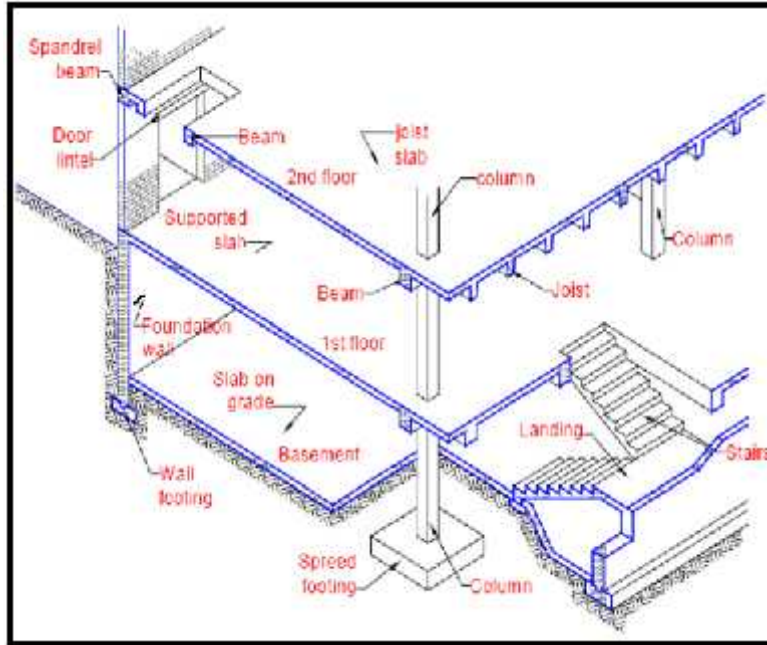 Spandrel
beam
Door
lintel
Beam
joist
slab
2nd floor
column
Supported
slab
Column
Beam
Joist
Foundation
wall
1st floor
Slab on
grade
Landing
Basement
Stairs
Wall
footing
Spreed
footing
Column